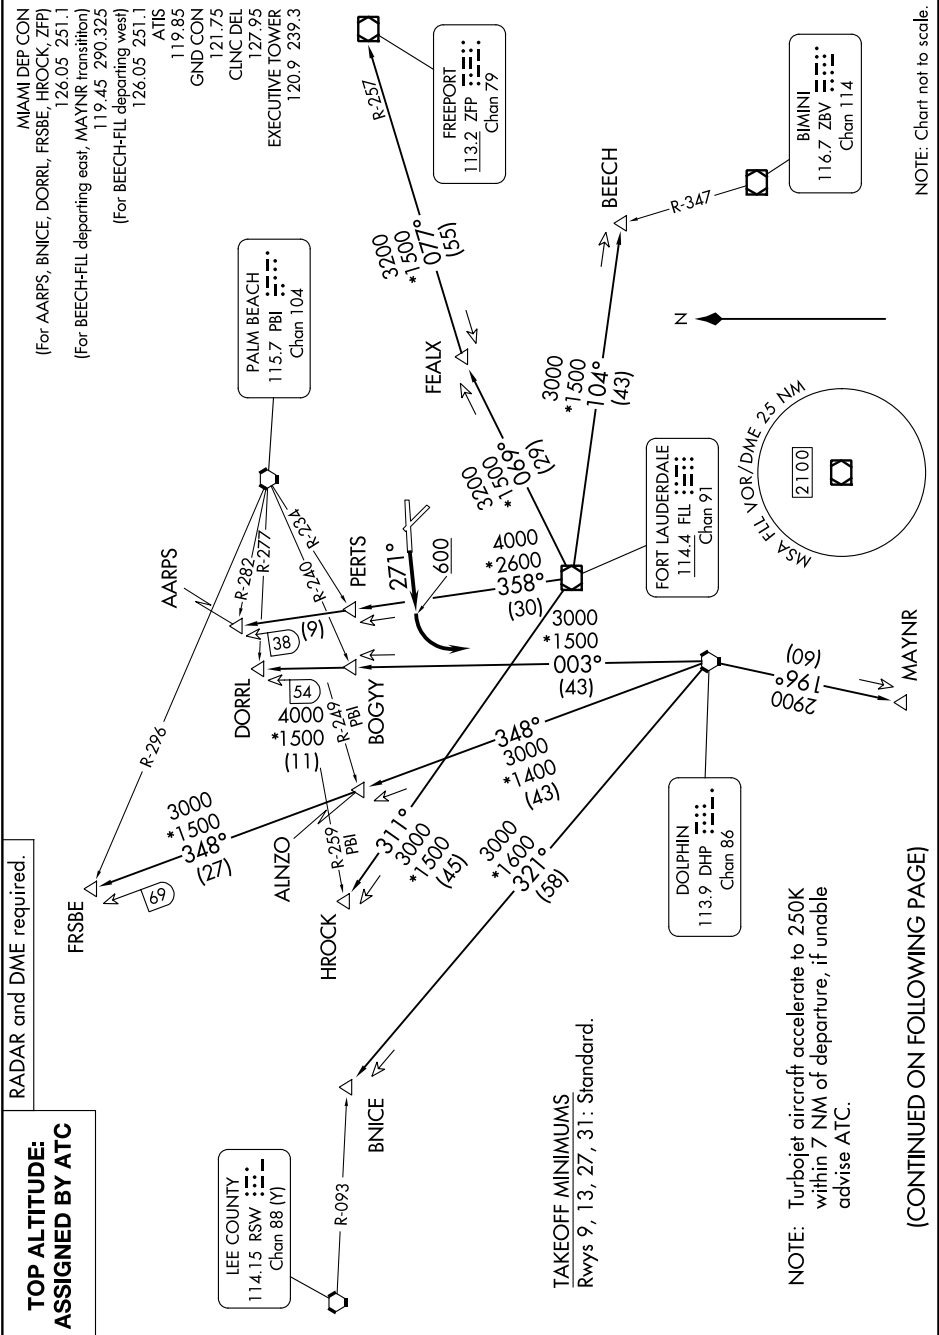 TOP ALTITUDE:
ASSIGNED BY ATC
RADAR and DME required.
MIAMI DEP CON
(For AARPS, BNICE, DORRL, FRSBE, HROCK, ZFP)
126.05 251.1
(For BEECH-FLL departing east, MAYNR transititon)
119.45 290.325
(For BEECH-FLL departing west)
126.05 251.1
ATIS
119.85
GND CON
121.75
CLNC DEL
127.95
EXECUTIVE TOWER
120.9 239.3
FRSBE
69
R-296
3000
*1500
348°
(27)
AARPS
R-282
R-277
R-240
R-234
38
(9)
DORRL
54
4000
*1500
(11)
PALM BEACH
115.7 PBI
Chan 104
LEE COUNTY
114.15 RSW
Chan 88 (Y)
R-093
BNICE
HROCK
R-259
PBI
ALNZO
R-249
PBI
BOGYY
PERTS
271°
600
FEALX
3200
*1500
077°
(55)
R-257
FREEPORT
113.2 ZFP
Chan 79
311°
3000
*1500
(45)
348°
3000
*1400
(43)
3000
*1600
321°
(58)
4000
*2600
358°
(30)
3000
*1500
003°
(43)
3200
*1500
069°
(29)
3000
*1500
104°
(43)
BEECH
R-347
BIMINI
116.7 ZBV
Chan 114
FORT LAUDERDALE
114.4 FLL
Chan 91
DOLPHIN
113.9 DHP
Chan 86
2900
196°
(60)
MAYNR
N
MSA FLL VOR/DME 25 NM
2100
TAKEOFF MINIMUMS
Rwys 9, 13, 27, 31: Standard.
NOTE: Turbojet aircraft accelerate to 250K
within 7 NM of departure, if unable
advise ATC.
(CONTINUED ON FOLLOWING PAGE)
NOTE: Chart not to scale.